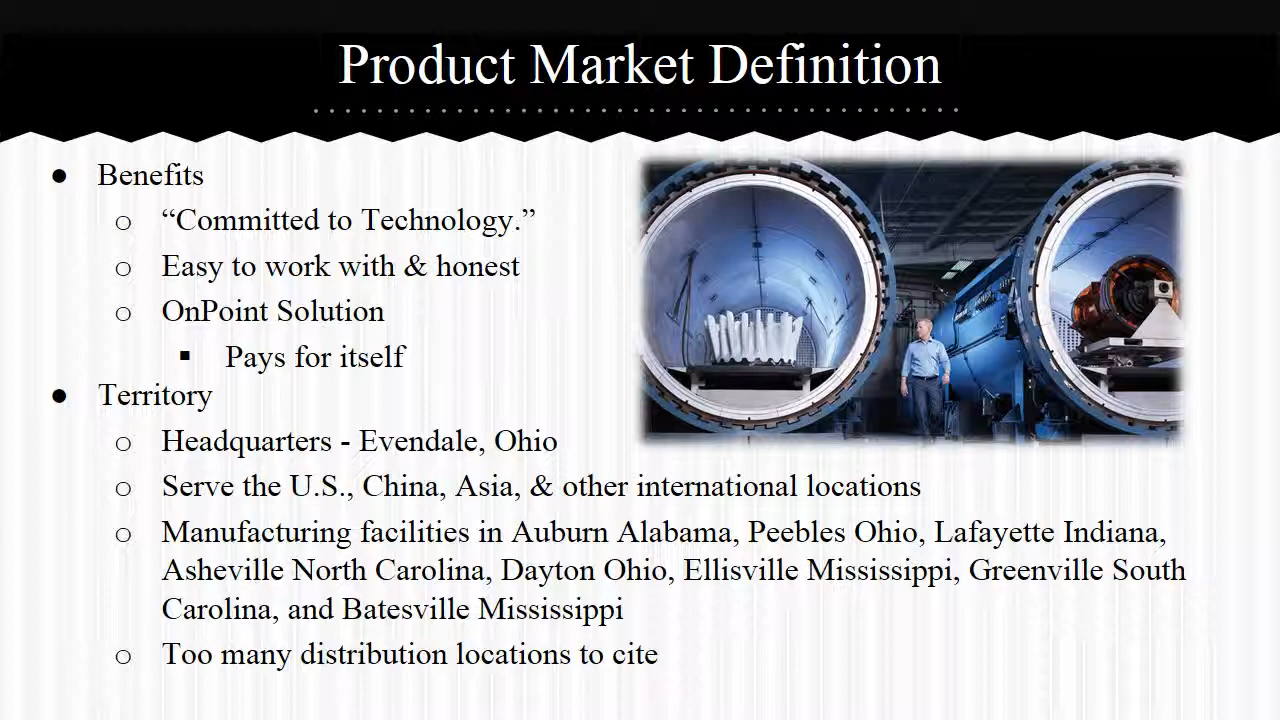 Product Market Definition
● Benefits
o “Committed to Technology.”
o Easy to work with & honest
o OnPoint Solution
▪ Pays for itself
● Territory
o Headquarters - Evendale, Ohio
o Serve the U.S., China, Asia, & other international locations
o Manufacturing facilities in Auburn Alabama, Peebles Ohio, Lafayette Indiana,
Asheville North Carolina, Dayton Ohio, Ellisville Mississippi, Greenville South
Carolina, and Batesville Mississippi
o Too many distribution locations to cite